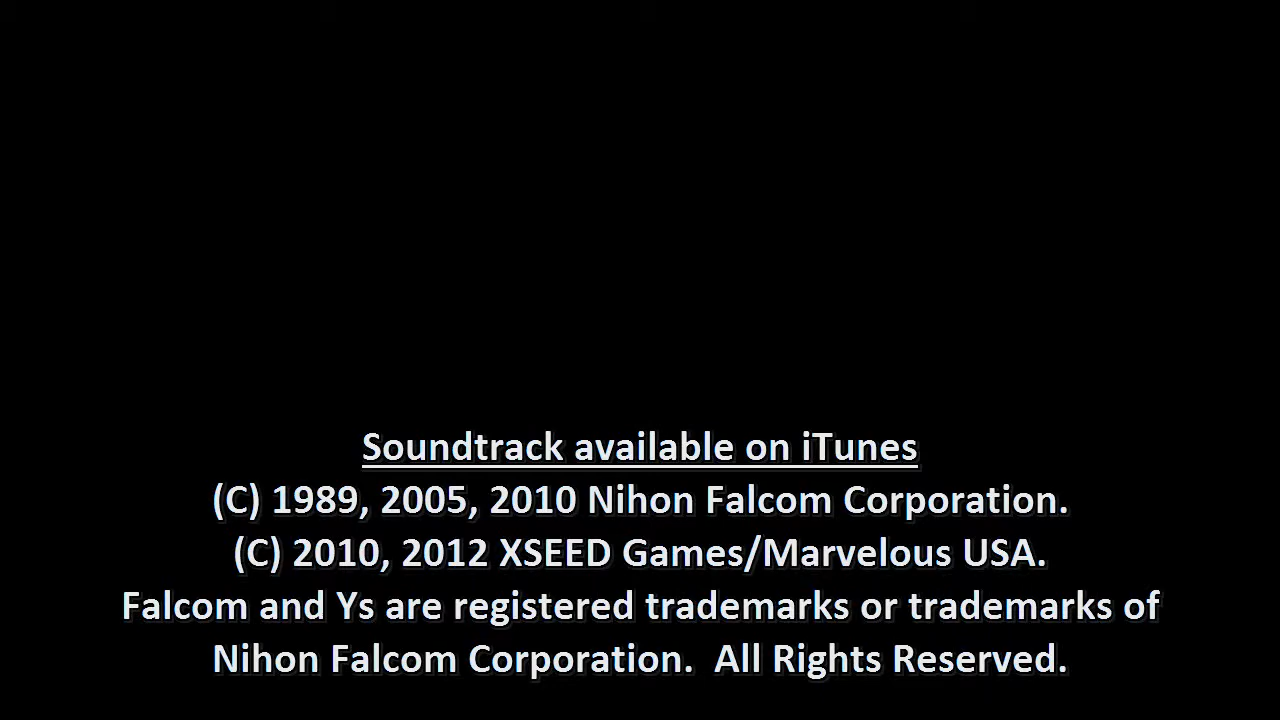 Soundtrack available on iTunes
(C) 1989, 2005, 2010 Nihon Falcom Corporation.
(C) 2010, 2012 XSEED Games/Marvelous USA.
Falcom and Ys are registered trademarks or trademarks of
Nihon Falcom Corporation.  All Rights Reserved.